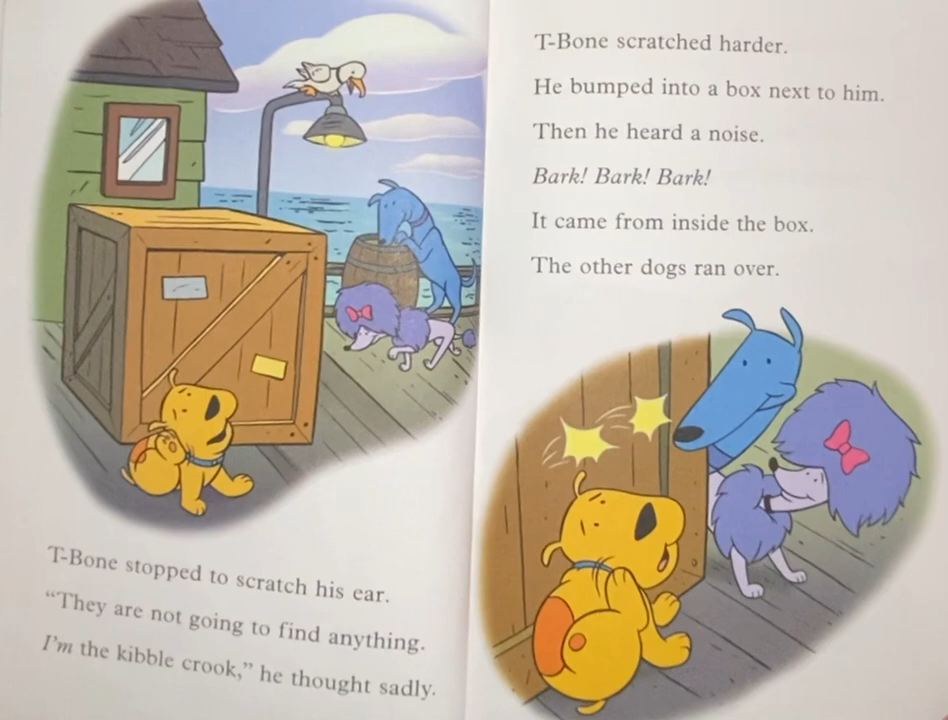 T-Bone stopped to scratch his ear.
“They are not going to find anything.
I’m the kibble crook,” he thought sadly.
T-Bone scratched harder.
He bumped into a box next to him.
Then he heard a noise.
Bark! Bark! Bark!
It came from inside the box.
The other dogs ran over.